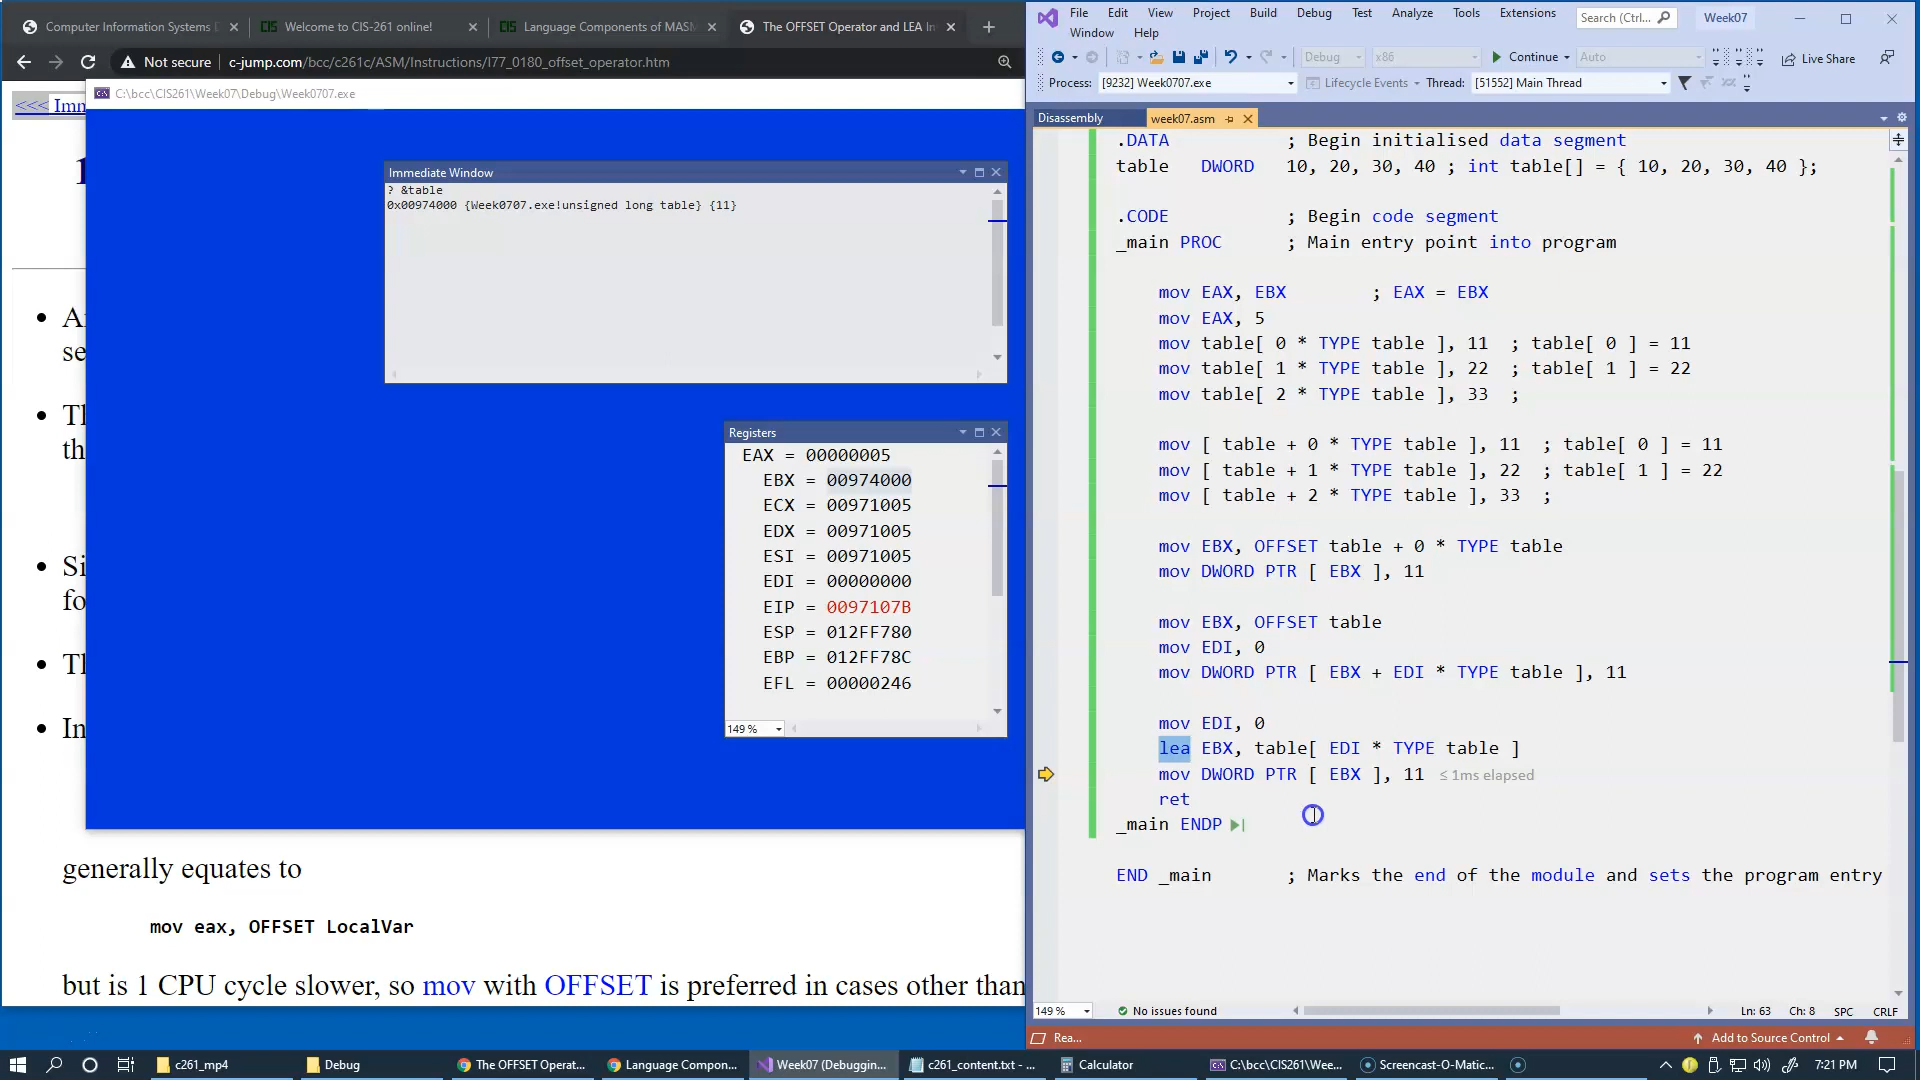 Computer Information Systems D
Welcome to CIS-261 online!
Language Components of MASM
The OFFSET Operator and LEA In
Not secure
c-jump.com/bcc/c261c/ASM/Instructions/I77_0180_offset_operator.htm
<<< Imm
C:\bcc\CIS261\Week07\Debug\Week0707.exe
Immediate Window
? &table
0x00974000 {Week0707.exe!unsigned long table} {11}
Registers
EAX = 00000005
EBX = 00974000
ECX = 00971005
EDX = 00971005
ESI = 00971005
EDI = 00000000
EIP = 0097107B
ESP = 012FF780
EBP = 012FF78C
EFL = 00000246
149 %
se
the
Si
fo
In
generally equates to
mov eax, OFFSET LocalVar
but is 1 CPU cycle slower, so mov with OFFSET is preferred in cases other than
File Edit View Project Build Debug Test Analyze Tools Extensions
Window Help
Search (Ctrl...
Week07
Debug
x86
Continue
Auto
Live Share
Process: [9232] Week0707.exe
Lifecycle Events
Thread: [51552] Main Thread
Disassembly
week07.asm
.DATA ; Begin initialised data segment
table DWORD 10, 20, 30, 40 ; int table[] = { 10, 20, 30, 40 };
.CODE ; Begin code segment
_main PROC ; Main entry point into program
mov EAX, EBX ; EAX = EBX
mov EAX, 5
mov table[ 0 * TYPE table ], 11 ; table[ 0 ] = 11
mov table[ 1 * TYPE table ], 22 ; table[ 1 ] = 22
mov table[ 2 * TYPE table ], 33 ;
mov [ table + 0 * TYPE table ], 11 ; table[ 0 ] = 11
mov [ table + 1 * TYPE table ], 22 ; table[ 1 ] = 22
mov [ table + 2 * TYPE table ], 33 ;
mov EBX, OFFSET table + 0 * TYPE table
mov DWORD PTR [ EBX ], 11
mov EBX, OFFSET table
mov EDI, 0
mov DWORD PTR [ EBX + EDI * TYPE table ], 11
mov EDI, 0
lea EBX, table[ EDI * TYPE table ]
mov DWORD PTR [ EBX ], 11 ≤ 1ms elapsed
ret
_main ENDP
END _main ; Marks the end of the module and sets the program entry
149 %
No issues found
Ln: 63 Ch: 8 SPC CRLF
Rea...
Add to Source Control
c261_mp4
Debug
The OFFSET Operat...
Language Compon...
Week07 (Debuggin...
c261_content.txt - ...
Calculator
C:\bcc\CIS261\Wee...
Screencast-O-Matic...
7:21 PM